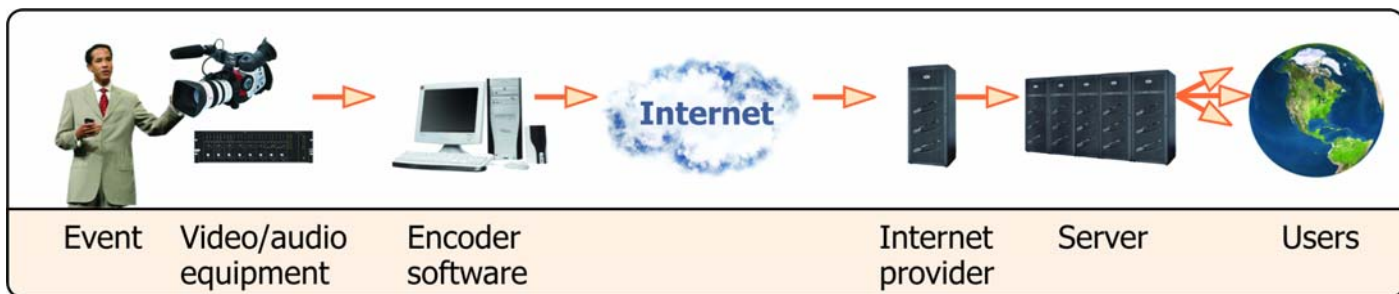 Internet
Event
Video/audio
equipment
Encoder
software
Internet
provider
Server
Users